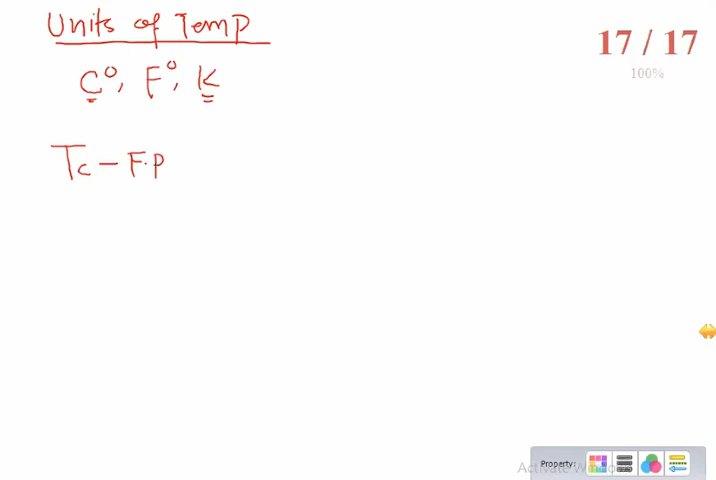 Units of Temp
C°, F°, K
Tc - F.P
17 / 17
100%
Property: